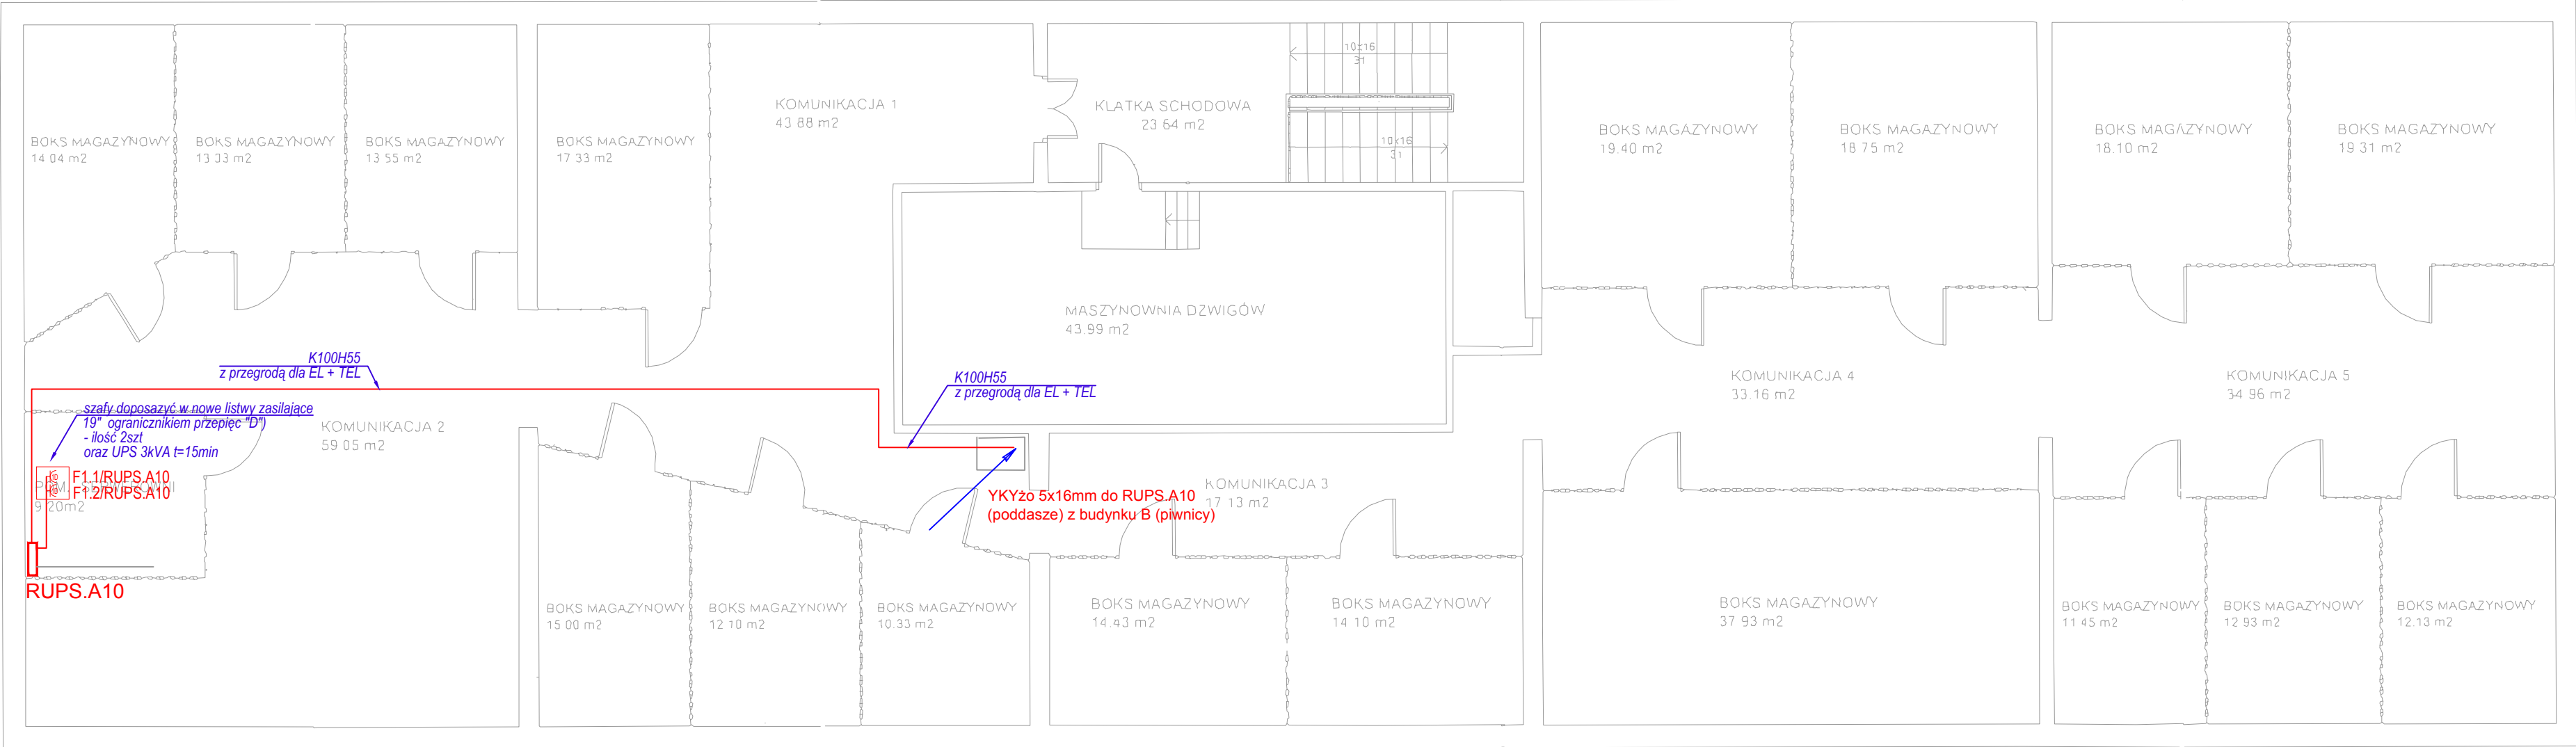 10x16
31
KOMUNIKACJA 1
43 88 m2
KLATKA SCHODOWA
23 64 m2
BOKS MAGAZYNOWY
14 04 m2
BOKS MAGAZYNOWY
13 03 m2
BOKS MAGAZYNOWY
13 55 m2
BOKS MAGAZYNOWY
17 33 m2
10x16
31
BOKS MAGAZYNOWY
19.40 m2
BOKS MAGAZYNOWY
18 75 m2
BOKS MAGAZYNOWY
18.10 m2
BOKS MAGAZYNOWY
19 31 m2
MASZYNOWNIA DZWIGÓW
43.99 m2
K100H55
z przegrodą dla EL + TEL
K100H55
z przegrodą dla EL + TEL
KOMUNIKACJA 4
33.16 m2
KOMUNIKACJA 5
34 96 m2
szafy doposazyć w nowe listwy zasilające
19" ogranicznikiem przepięc "D")
- ilość 2szt
oraz UPS 3kVA t=15min
KOMUNIKACJA 2
59 05 m2
F1.1/RUPS.A10
F1.2/RUPS.A10
9 20m2
YKYżo 5x16mm do RUPS.A10
(poddasze) z budynku B (piwnicy)
KOMUNIKACJA 3
17 13 m2
RUPS.A10
BOKS MAGAZYNOWY
15 00 m2
BOKS MAGAZYNOWY
12 10 m2
BOKS MAGAZYNOWY
10.33 m2
BOKS MAGAZYNOWY
14.43 m2
BOKS MAGAZYNOWY
14 10 m2
BOKS MAGAZYNOWY
37 93 m2
BOKS MAGAZYNOWY
11 45 m2
BOKS MAGAZYNOWY
12 93 m2
BOKS MAGAZYNOWY
12.13 m2